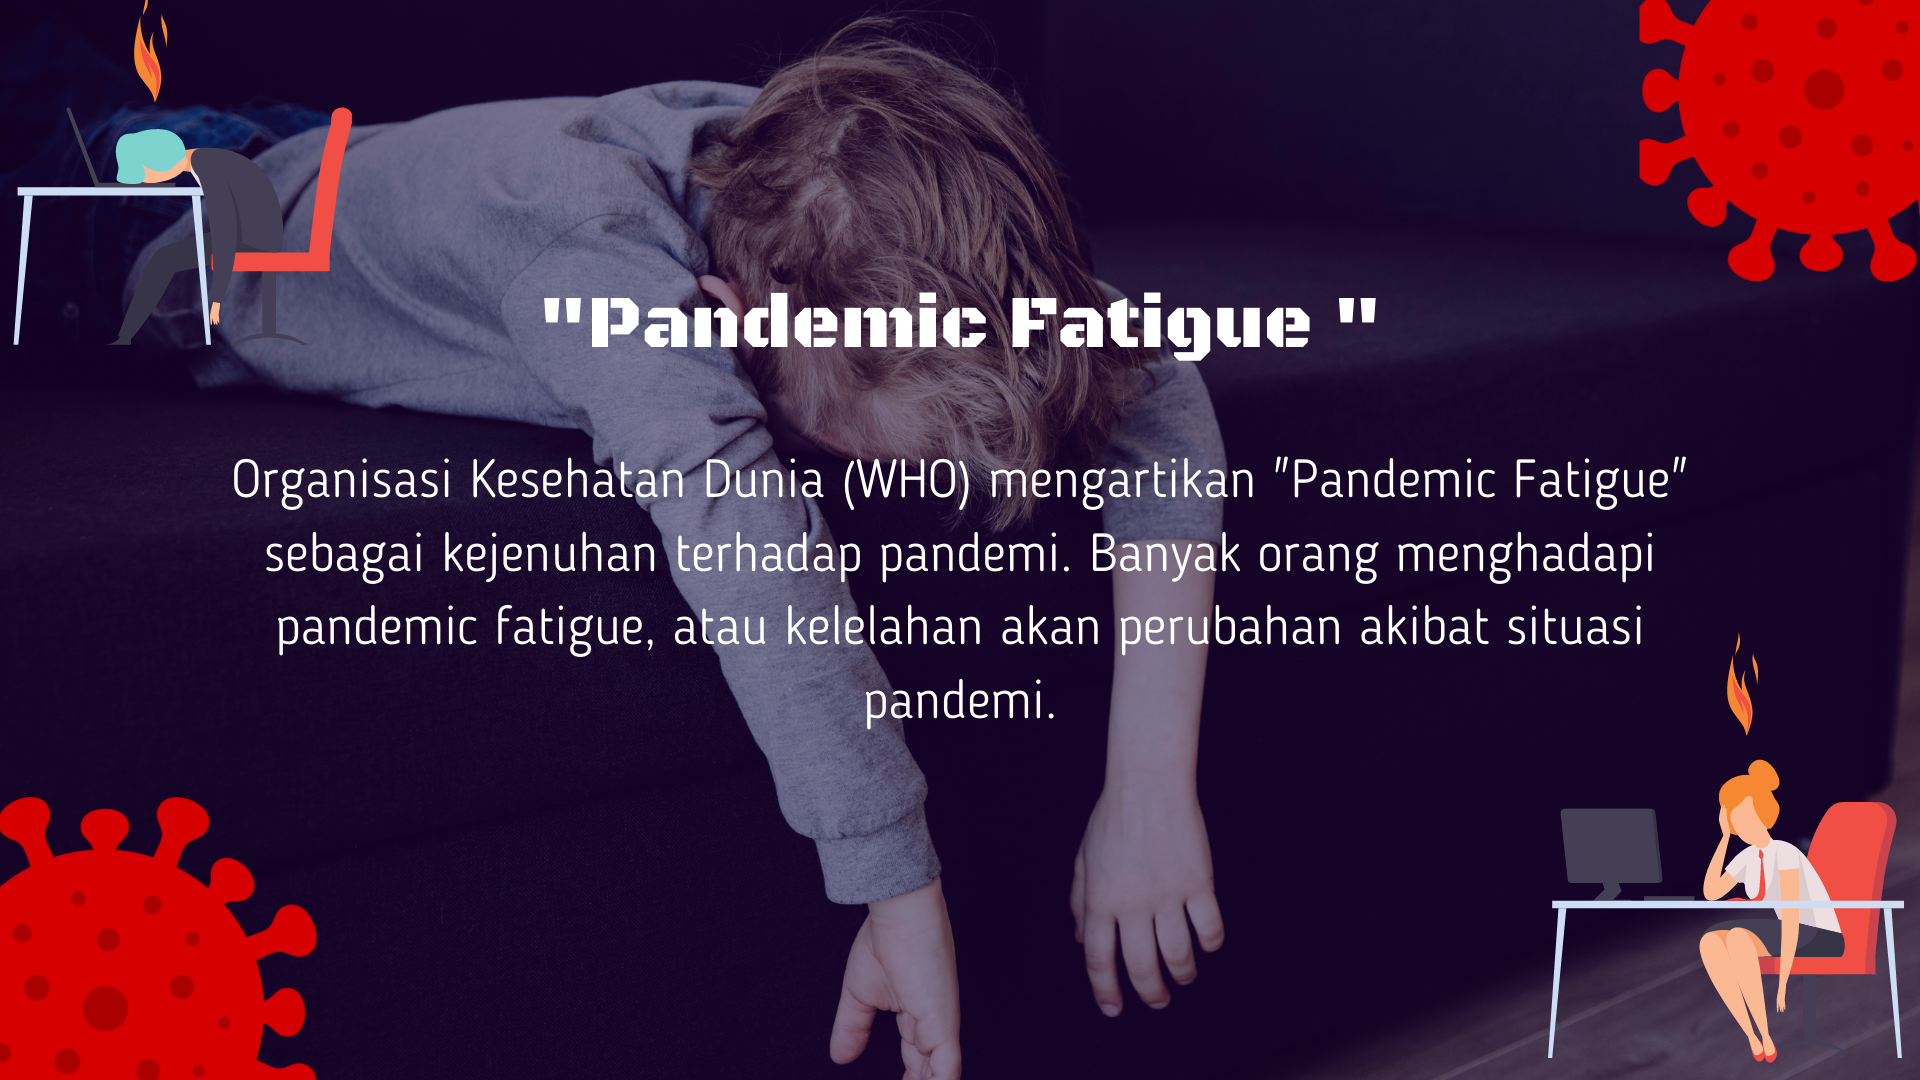 "Pandemic Fatigue "
Organisasi Kesehatan Dunia (WHO) mengartikan "Pandemic Fatigue"
sebagai kejenuhan terhadap pandemi. Banyak orang menghadapi
pandemic fatigue, atau kelelahan akan perubahan akibat situasi
pandemi.